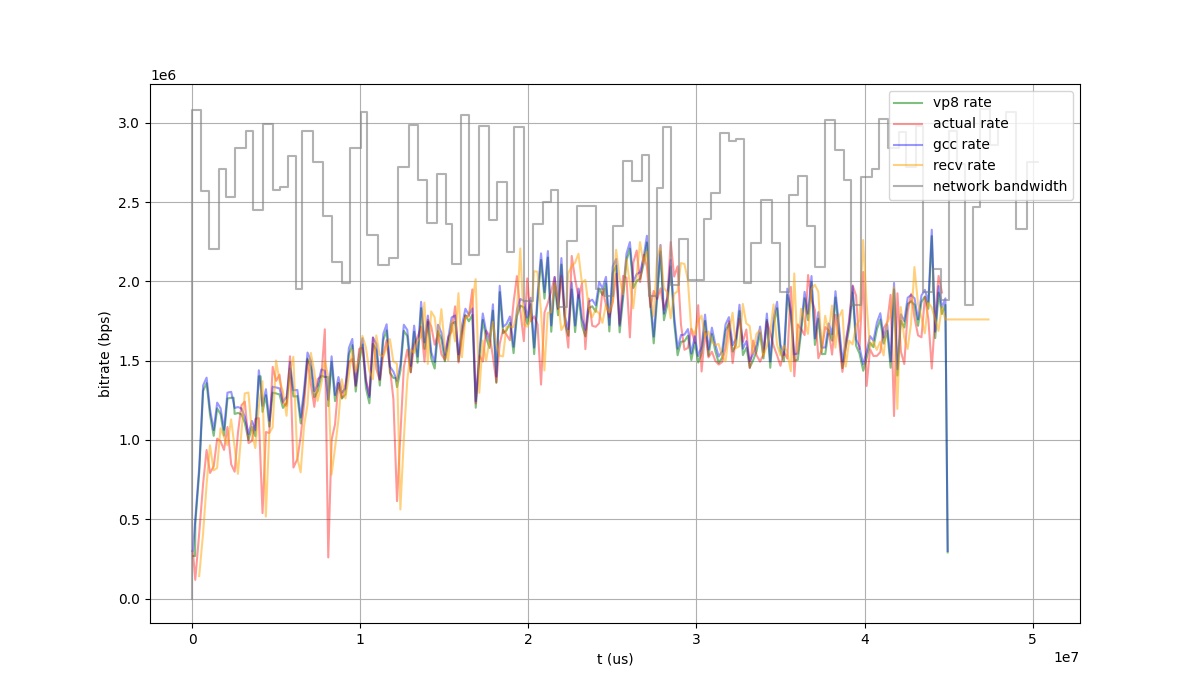 1e6
3.0
2.5
2.0
1.5
1.0
0.5
0.0
bitrate (bps)
vp8 rate
actual rate
gcc rate
recv rate
network bandwidth
0
1
2
3
4
5
t (us)
1e7